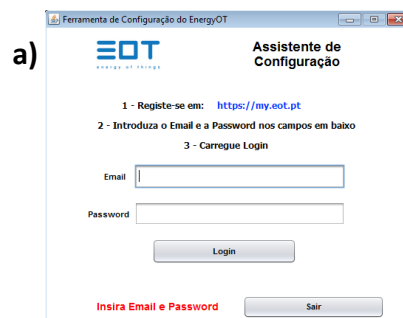 Ferramenta de Configuração do EnergyOT
a)
EOT
energy of things
Assistente de
Configuração
1 - Registe-se em: https://my.eot.pt
2 - Introduza o Email e a Password nos campos em baixo
3 - Carregue Login
Email
Password
Login
Insira Email e Password
Sair